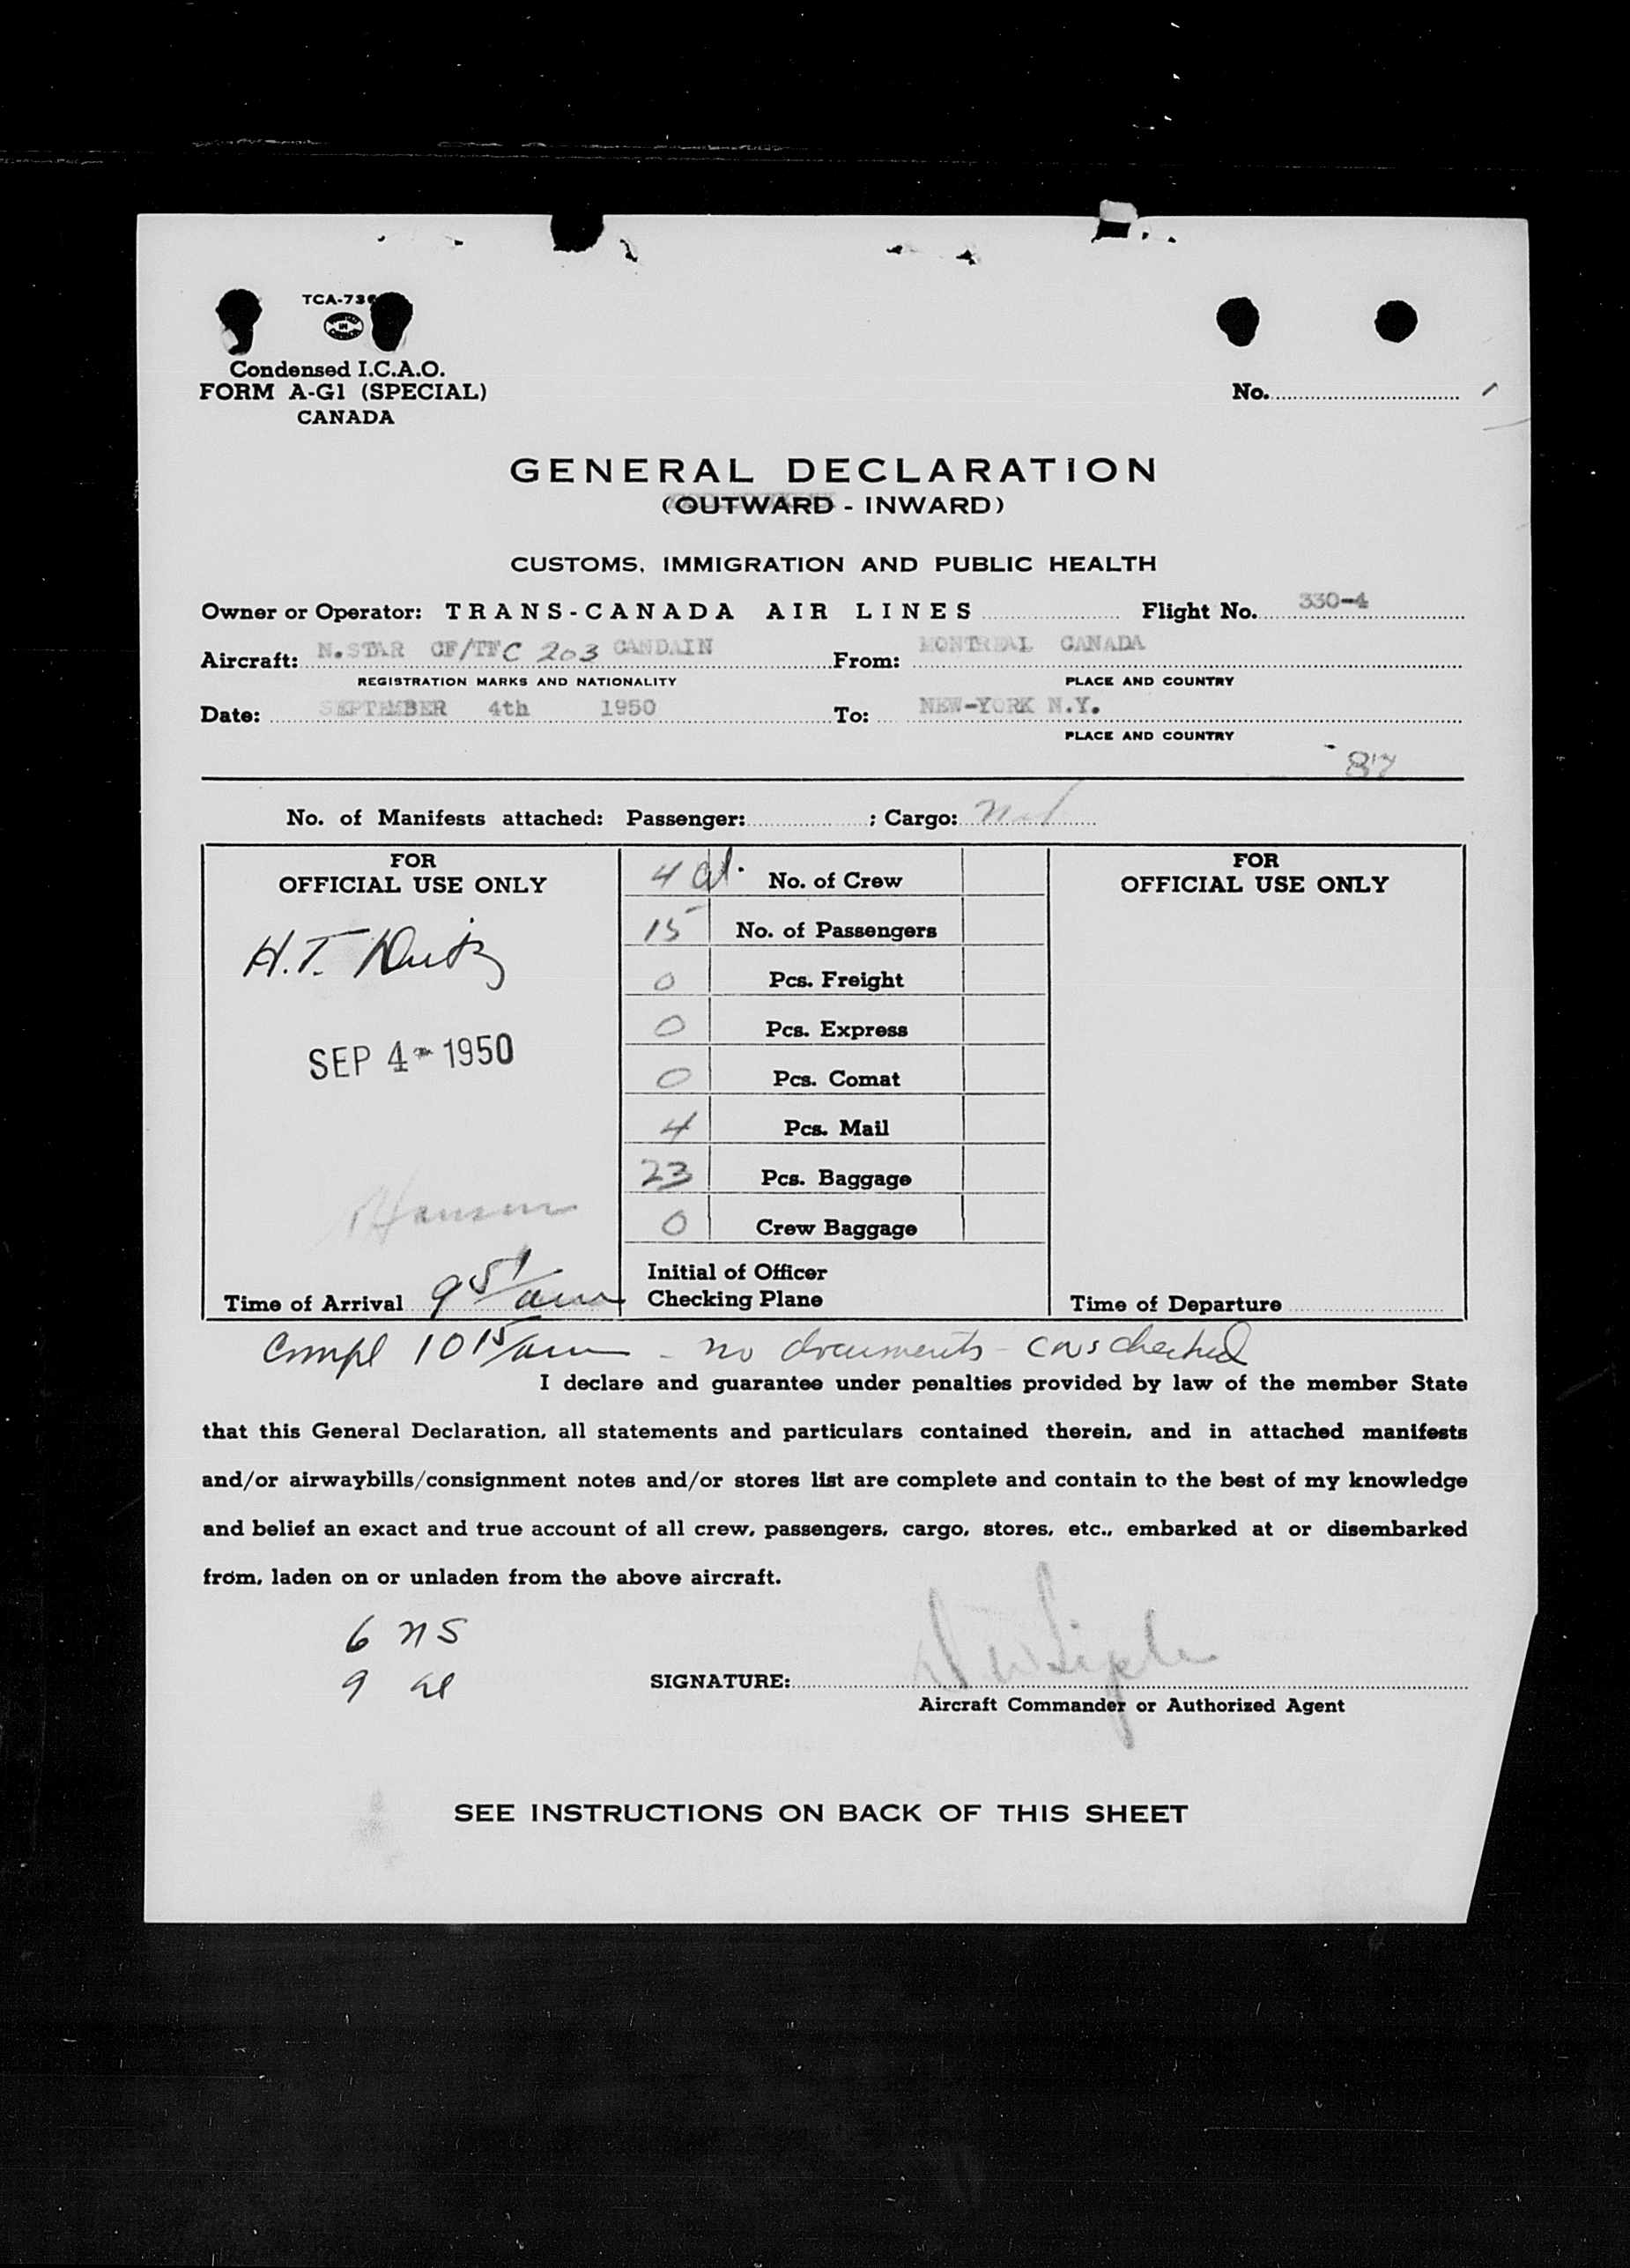 TCA-736
Condensed I.C.A.O.
FORM A-G1 (SPECIAL)
CANADA
No.
GENERAL DECLARATION
(OUTWARD - INWARD)
CUSTOMS, IMMIGRATION AND PUBLIC HEALTH
Owner or Operator: TRANS-CANADA AIR LINES Flight No. 330-4
Aircraft: N.STAR CF/TFC 203 CANDAIN From: MONTREAL CANADA
REGISTRATION MARKS AND NATIONALITY PLACE AND COUNTRY
Date: SEPTEMBER 4th 1950 To: NEW-YORK N.Y.
PLACE AND COUNTRY
87
No. of Manifests attached: Passenger: ; Cargo: Nil
FOR
OFFICIAL USE ONLY
H.T.
SEP 4 - 1950
Hansen
Time of Arrival 9 51/am
4 No. of Crew
15 No. of Passengers
0 Pcs. Freight
0 Pcs. Express
0 Pcs. Comat
4 Pcs. Mail
23 Pcs. Baggage
0 Crew Baggage
Initial of Officer
Checking Plane
FOR
OFFICIAL USE ONLY
Time of Departure
Compl 10 15/am - no documents - checked
I declare and guarantee under penalties provided by law of the member State
that this General Declaration, all statements and particulars contained therein, and in attached manifests
and/or airwaybills/consignment notes and/or stores list are complete and contain to the best of my knowledge
and belief an exact and true account of all crew, passengers, cargo, stores, etc., embarked at or disembarked
from, laden on or unladen from the above aircraft.
6 ns
9
SIGNATURE:
Aircraft Commander or Authorized Agent
SEE INSTRUCTIONS ON BACK OF THIS SHEET